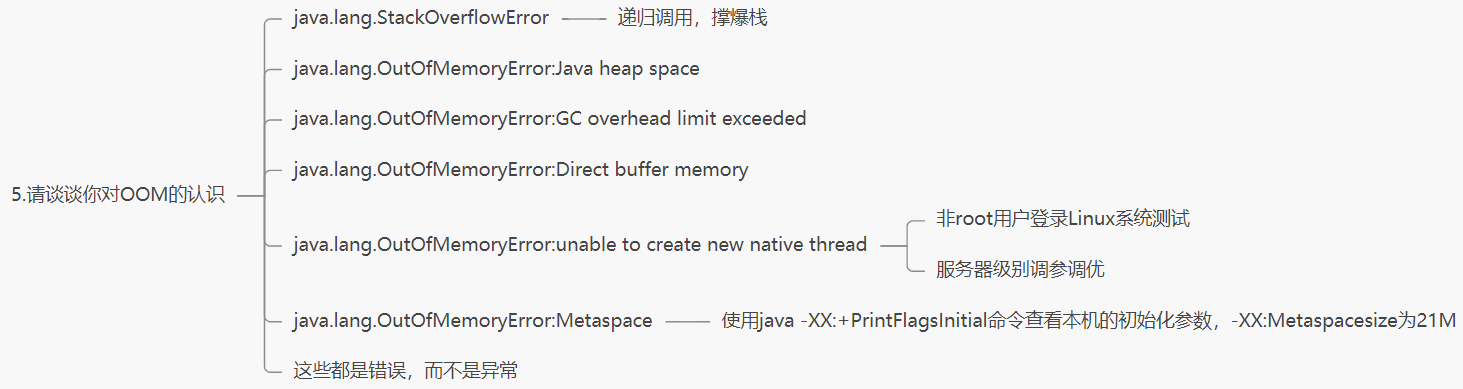 java.lang.StackOverflowError
递归调用，撑爆栈
java.lang.OutOfMemoryError:Java heap space
java.lang.OutOfMemoryError:GC overhead limit exceeded
java.lang.OutOfMemoryError:Direct buffer memory
5.请谈谈你对OOM的认识
java.lang.OutOfMemoryError:unable to create new native thread
非root用户登录Linux系统测试
服务器级别调参调优
java.lang.OutOfMemoryError:Metaspace
使用java -XX:+PrintFlagsInitial命令查看本机的初始化参数，-XX:Metaspacesize为21M
这些都是错误，而不是异常